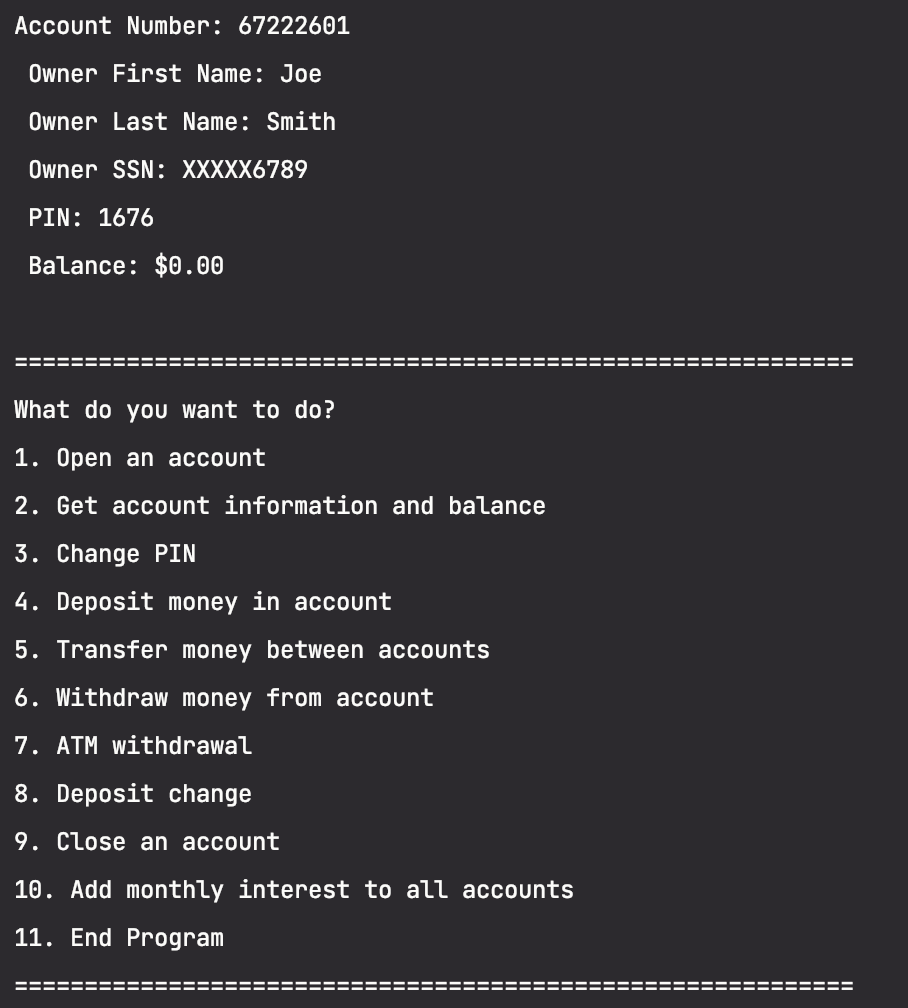 Account Number: 67222601
Owner First Name: Joe
Owner Last Name: Smith
Owner SSN: XXXXX6789
PIN: 1676
Balance: $0.00
============================================================
What do you want to do?
1. Open an account
2. Get account information and balance
3. Change PIN
4. Deposit money in account
5. Transfer money between accounts
6. Withdraw money from account
7. ATM withdrawal
8. Deposit change
9. Close an account
10. Add monthly interest to all accounts
11. End Program
============================================================